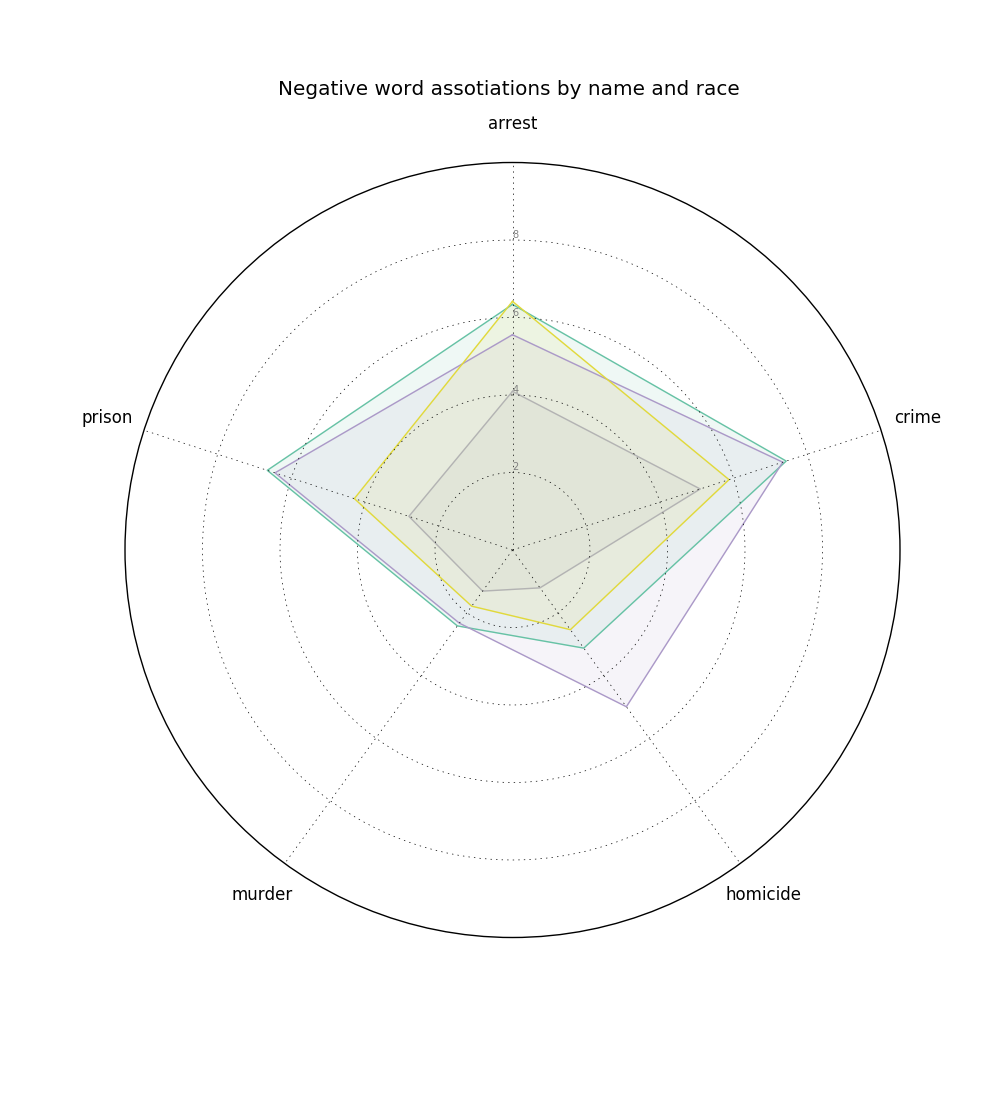 Negative word assotiations by name and race
arrest
8
6
prison
crime
4
2
murder
homicide